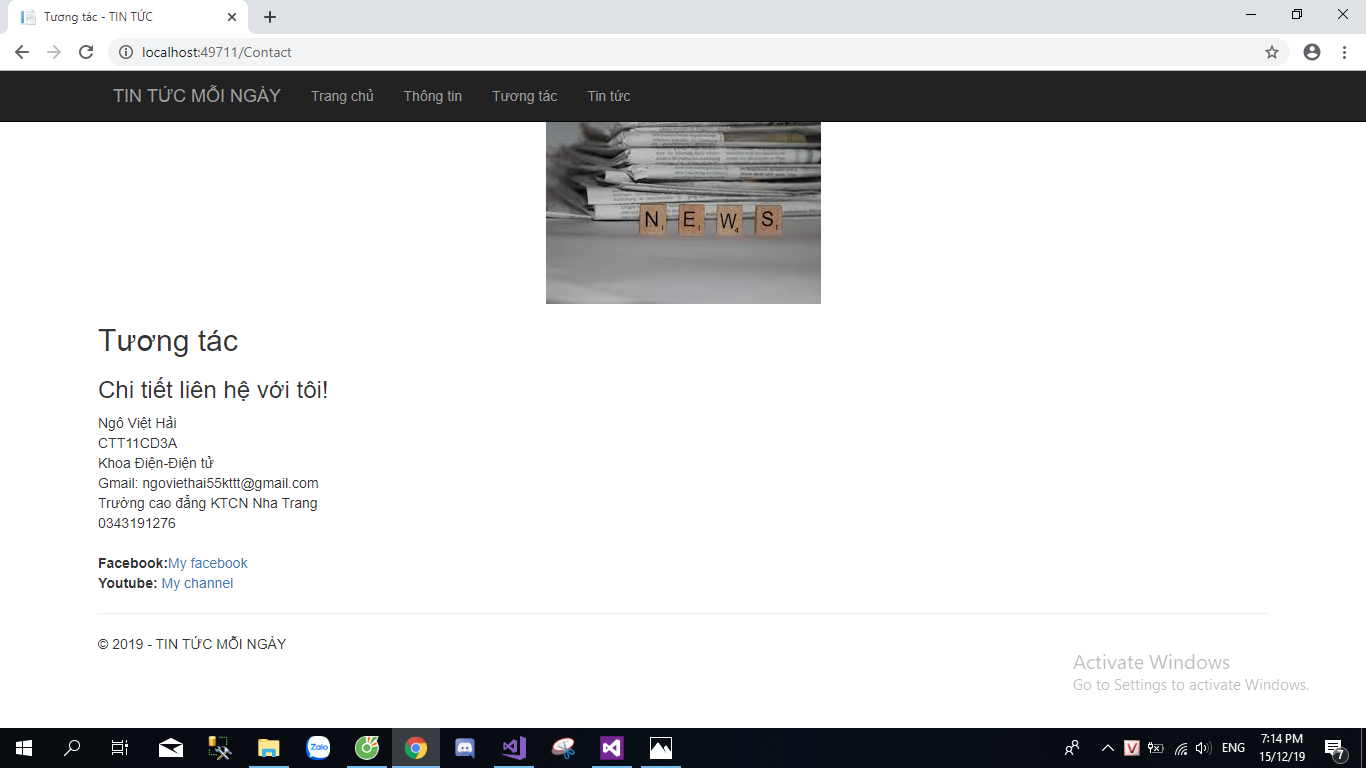 Tương tác - TIN TỨC
localhost:49711/Contact
TIN TỨC MỖI NGÀY Trang chủ Thông tin Tương tác Tin tức
N E W S
Tương tác
Chi tiết liên hệ với tôi!
Ngô Việt Hải
CTT11CD3A
Khoa Điện-Điện tử
Gmail: ngoviethai55kttt@gmail.com
Trường cao đẳng KTCN Nha Trang
0343191276
Facebook:My facebook
Youtube: My channel
© 2019 - TIN TỨC MỖI NGÀY
Activate Windows
Go to Settings to activate Windows.
Zalo
V
ENG
7:14 PM
15/12/19
7